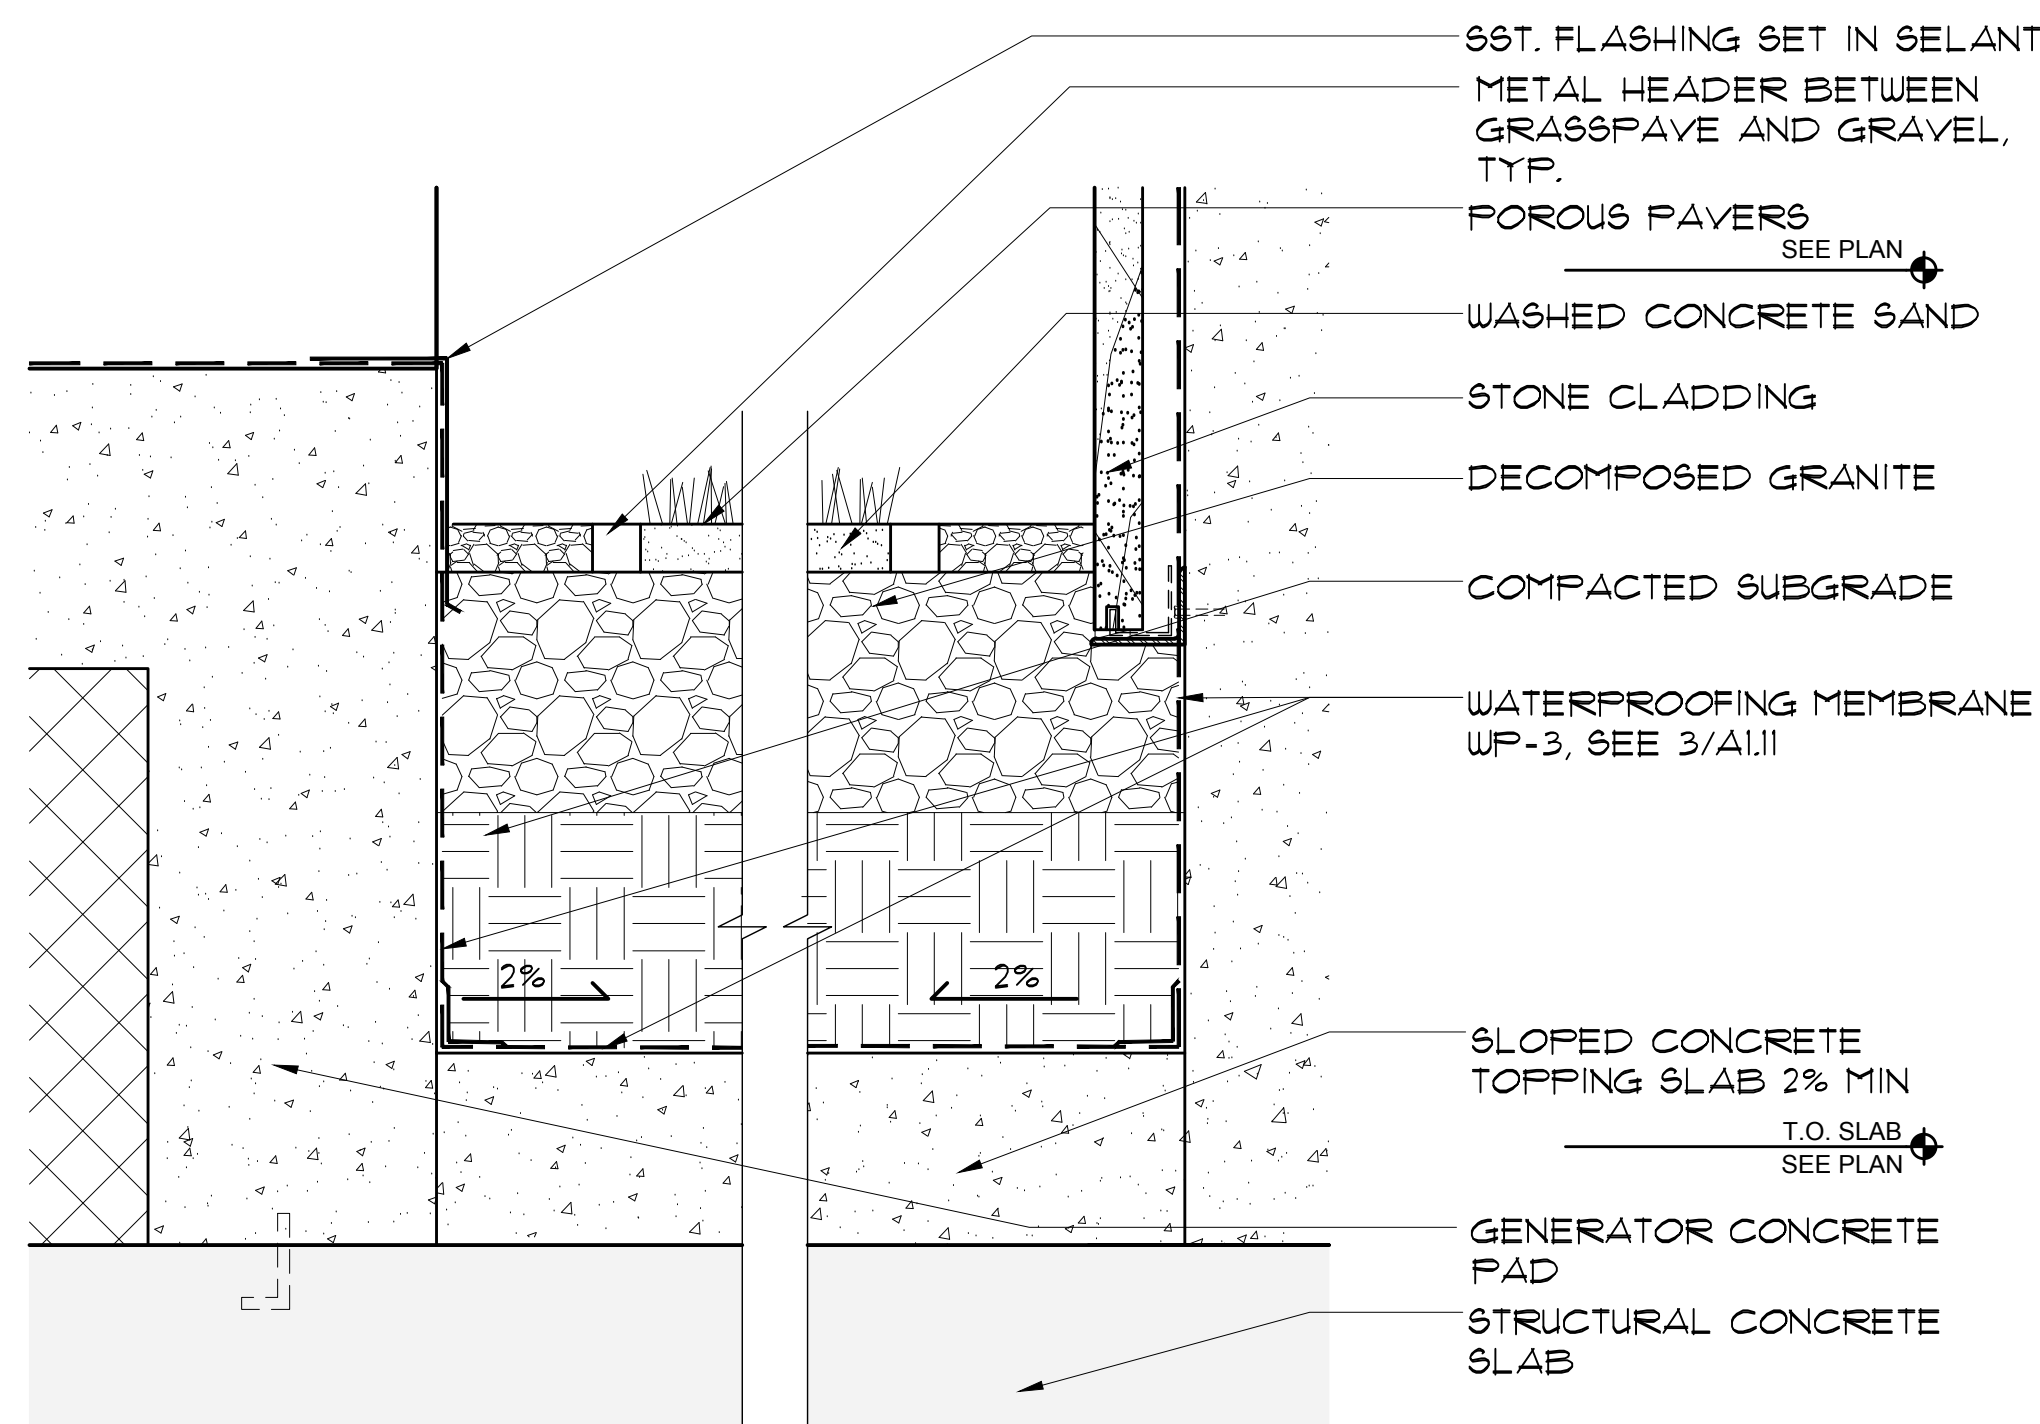 SST. FLASHING SET IN SELANT
METAL HEADER BETWEEN
GRASSPAVE AND GRAVEL,
TYP.
POROUS PAVERS
SEE PLAN
WASHED CONCRETE SAND
STONE CLADDING
DECOMPOSED GRANITE
COMPACTED SUBGRADE
WATERPROOFING MEMBRANE
WP-3, SEE 3/A1.11
2%
2%
SLOPED CONCRETE
TOPPING SLAB 2% MIN
T.O. SLAB
SEE PLAN
GENERATOR CONCRETE
PAD
STRUCTURAL CONCRETE
SLAB